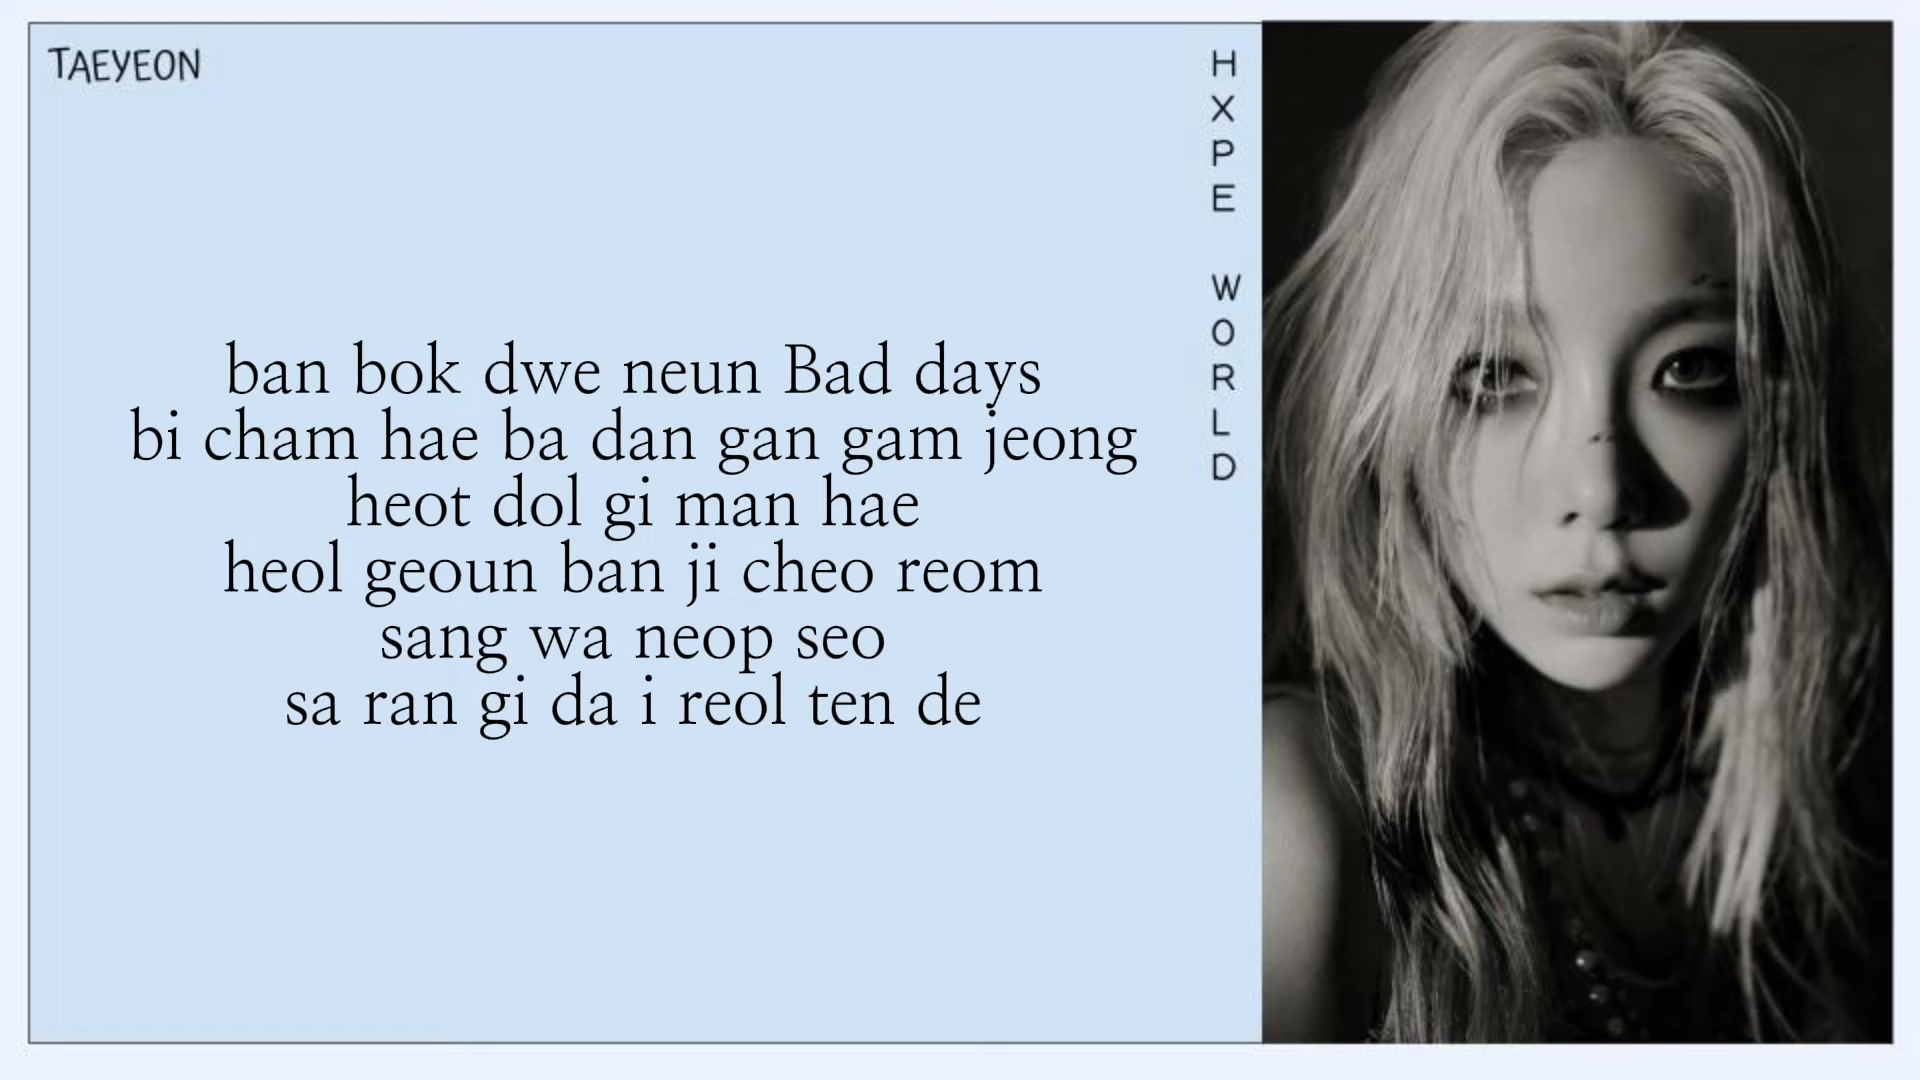 TAEYEON
HXPE WORLD
ban bok dwe neun Bad days
bi cham hae ba dan gan gam jeong
heot dol gi man hae
heol geoun ban ji cheo reom
sang wa neop seo
sa ran gi da i reol ten de